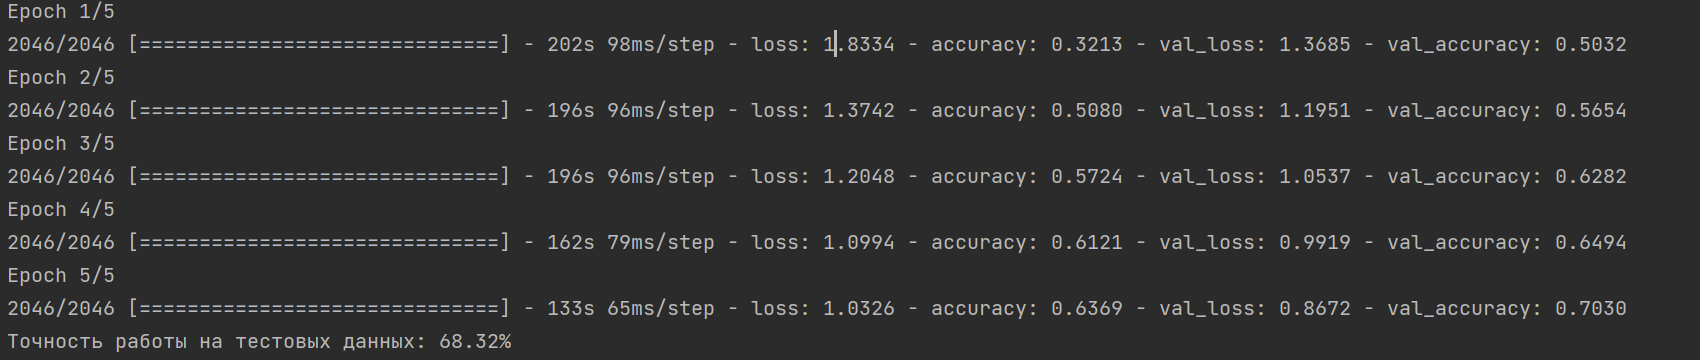 Epoch 1/5
2046/2046 [==============================] - 202s 98ms/step - loss: 1.8334 - accuracy: 0.3213 - val_loss: 1.3685 - val_accuracy: 0.5032
Epoch 2/5
2046/2046 [==============================] - 196s 96ms/step - loss: 1.3742 - accuracy: 0.5080 - val_loss: 1.1951 - val_accuracy: 0.5654
Epoch 3/5
2046/2046 [==============================] - 196s 96ms/step - loss: 1.2048 - accuracy: 0.5724 - val_loss: 1.0537 - val_accuracy: 0.6282
Epoch 4/5
2046/2046 [==============================] - 162s 79ms/step - loss: 1.0994 - accuracy: 0.6121 - val_loss: 0.9919 - val_accuracy: 0.6494
Epoch 5/5
2046/2046 [==============================] - 133s 65ms/step - loss: 1.0326 - accuracy: 0.6369 - val_loss: 0.8672 - val_accuracy: 0.7030
Точность работы на тестовых данных: 68.32%